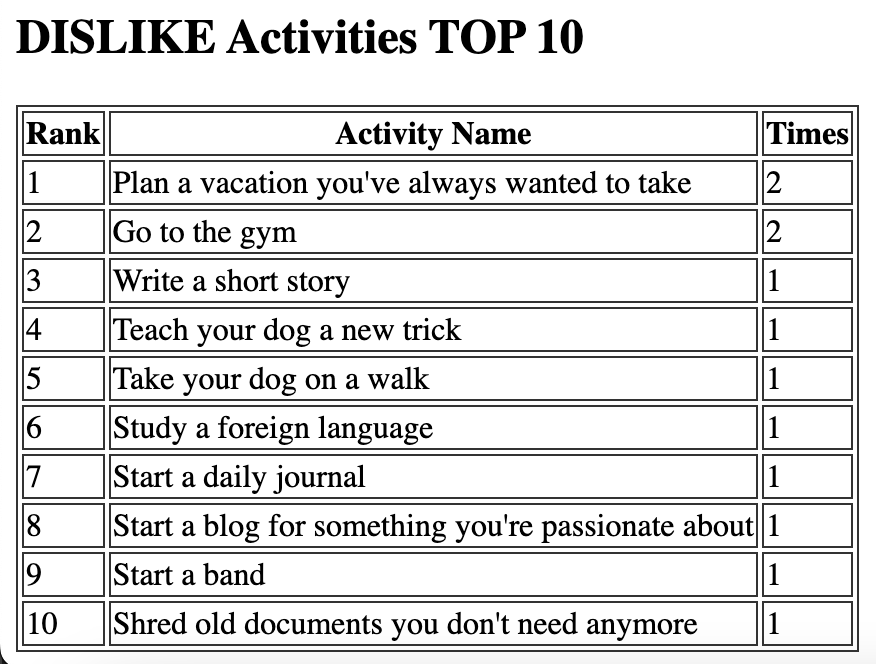 DISLIKE Activities TOP 10
Rank Activity Name Times
1 Plan a vacation you've always wanted to take 2
2 Go to the gym 2
3 Write a short story 1
4 Teach your dog a new trick 1
5 Take your dog on a walk 1
6 Study a foreign language 1
7 Start a daily journal 1
8 Start a blog for something you're passionate about 1
9 Start a band 1
10 Shred old documents you don't need anymore 1